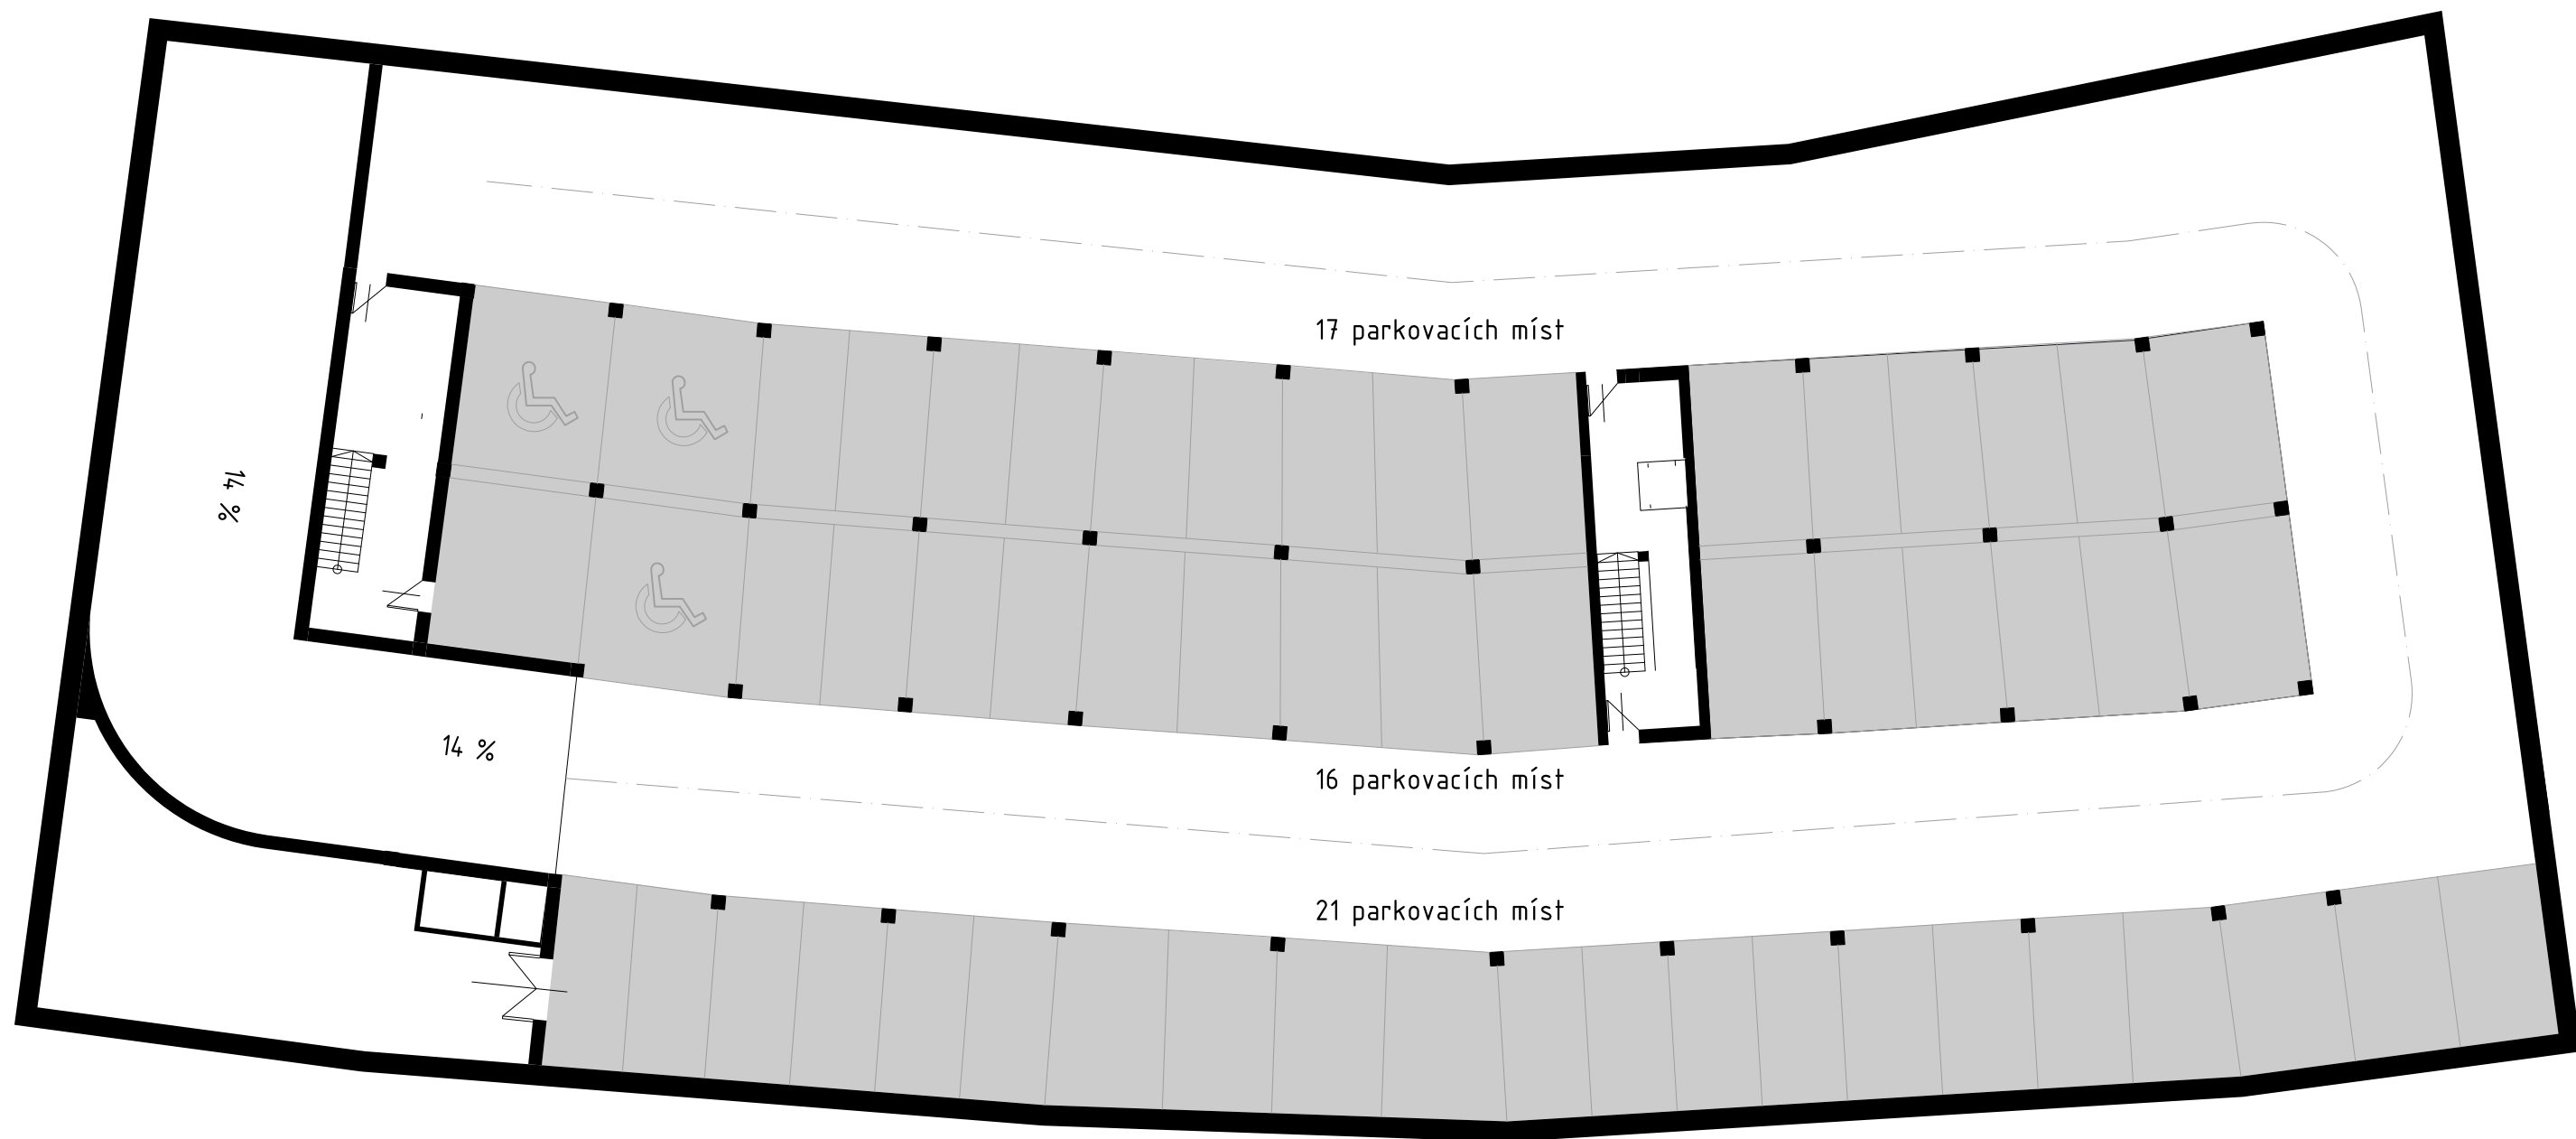 17 parkovacích míst
14 %
14 %
16 parkovacích míst
21 parkovacích míst